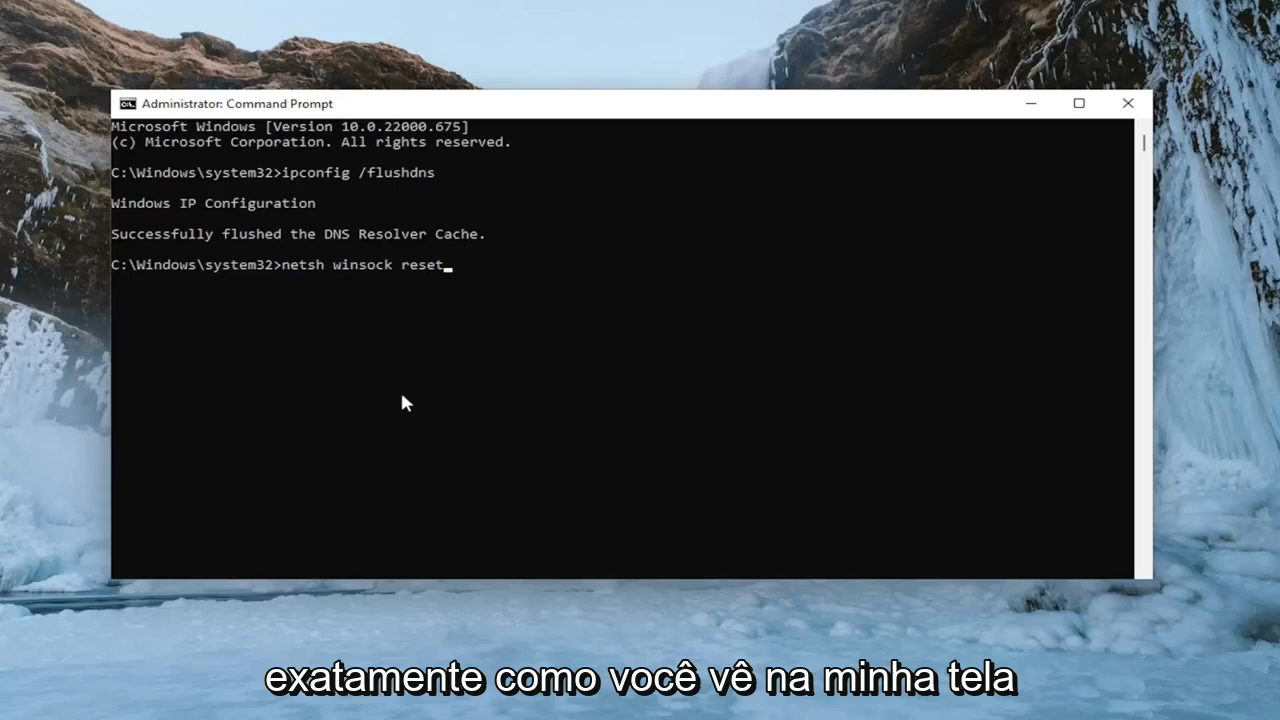 Administrator: Command Prompt
Microsoft Windows [Version 10.0.22000.675]
(c) Microsoft Corporation. All rights reserved.
C:\Windows\system32>ipconfig /flushdns
Windows IP Configuration
Successfully flushed the DNS Resolver Cache.
C:\Windows\system32>netsh winsock reset
exatamente como você vê na minha tela